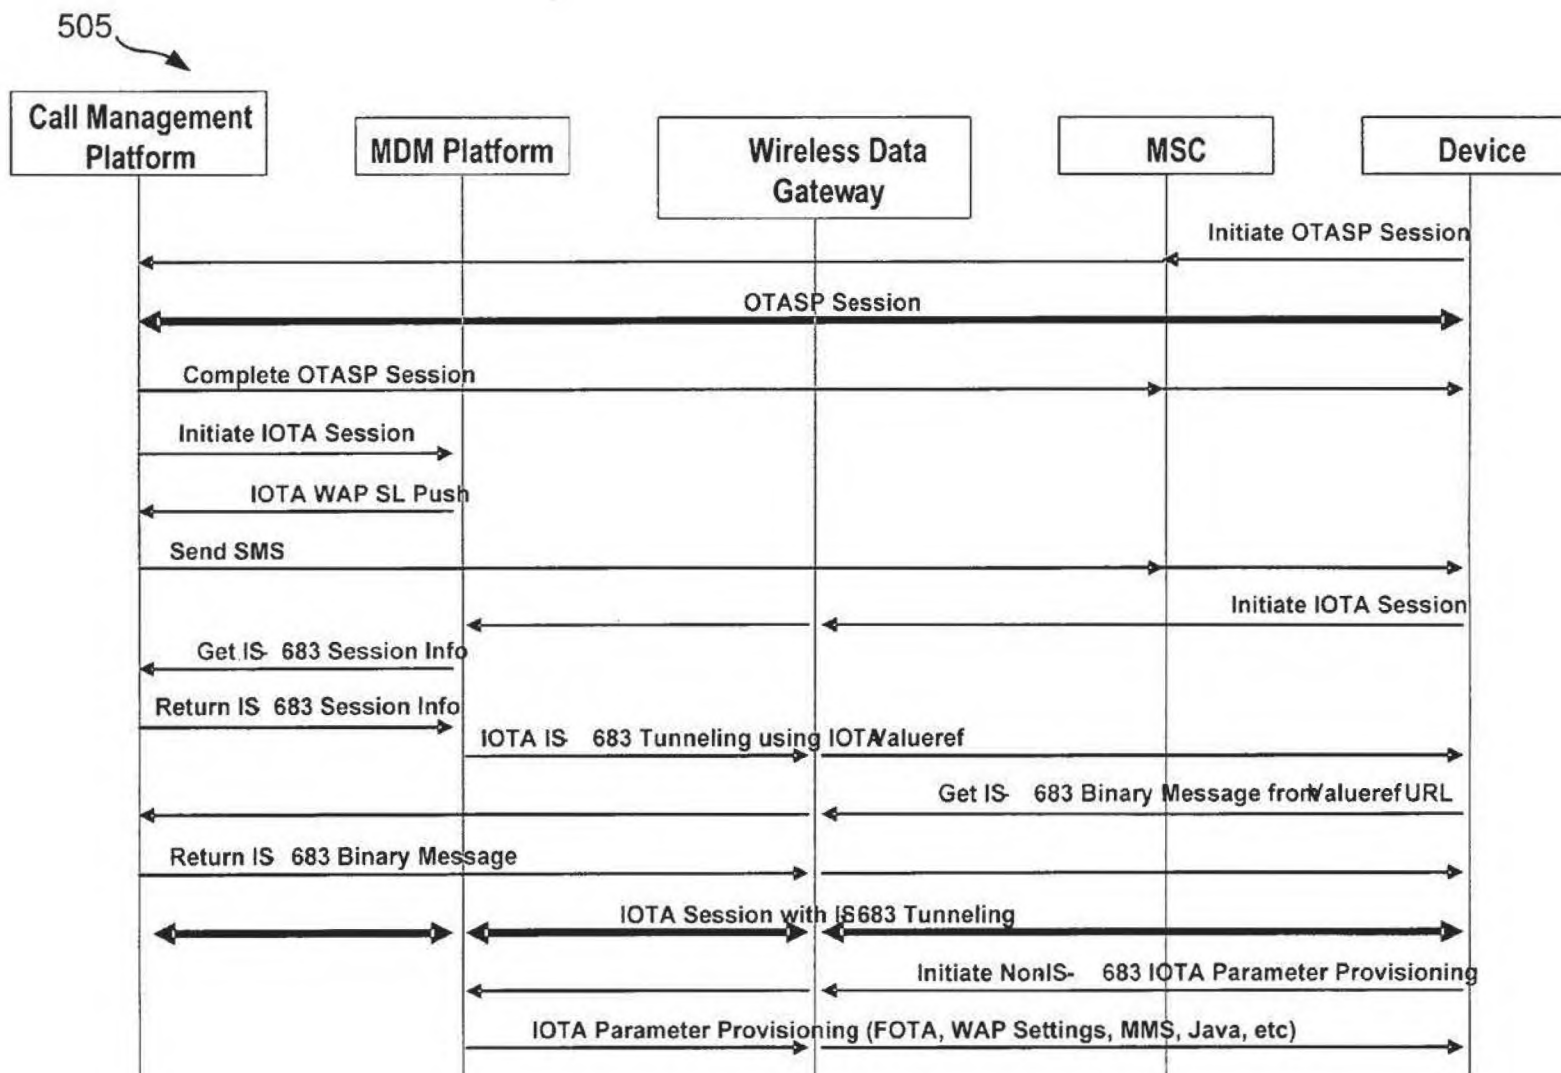 505
Call Management
Platform
MDM Platform
Wireless Data
Gateway
MSC
Device
Initiate OTASP Session
OTASP Session
Complete OTASP Session
Initiate IOTA Session
IOTA WAP SL Push
Send SMS
Initiate IOTA Session
Get IS- 683 Session Info
Return IS- 683 Session Info
IOTA IS- 683 Tunneling using IOTA Valueref
Get IS- 683 Binary Message from Valueref URL
Return IS- 683 Binary Message
IOTA Session with IS683 Tunneling
Initiate NonIS- 683 IOTA Parameter Provisioning
IOTA Parameter Provisioning (FOTA, WAP Settings, MMS, Java, etc)